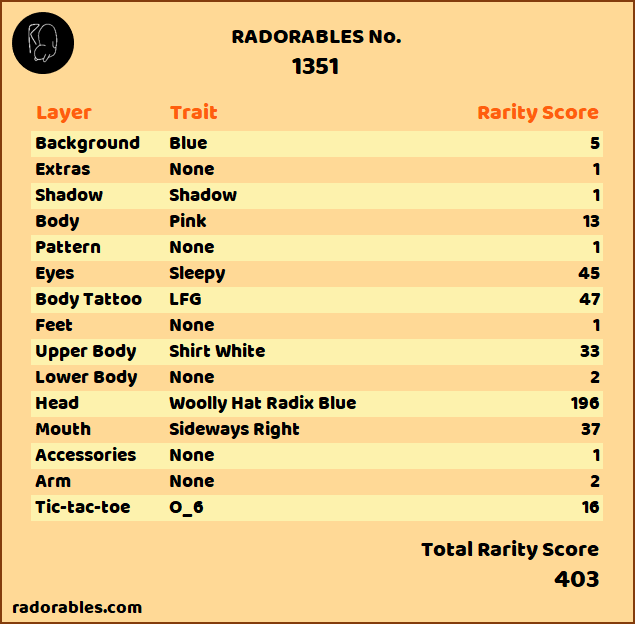 RADORABLES No.
1351
Layer Trait Rarity Score
Background Blue 5
Extras None 1
Shadow Shadow 1
Body Pink 13
Pattern None 1
Eyes Sleepy 45
Body Tattoo LFG 47
Feet None 1
Upper Body Shirt White 33
Lower Body None 2
Head Woolly Hat Radix Blue 196
Mouth Sideways Right 37
Accessories None 1
Arm None 2
Tic-tac-toe O_6 16
Total Rarity Score
403
radorables.com